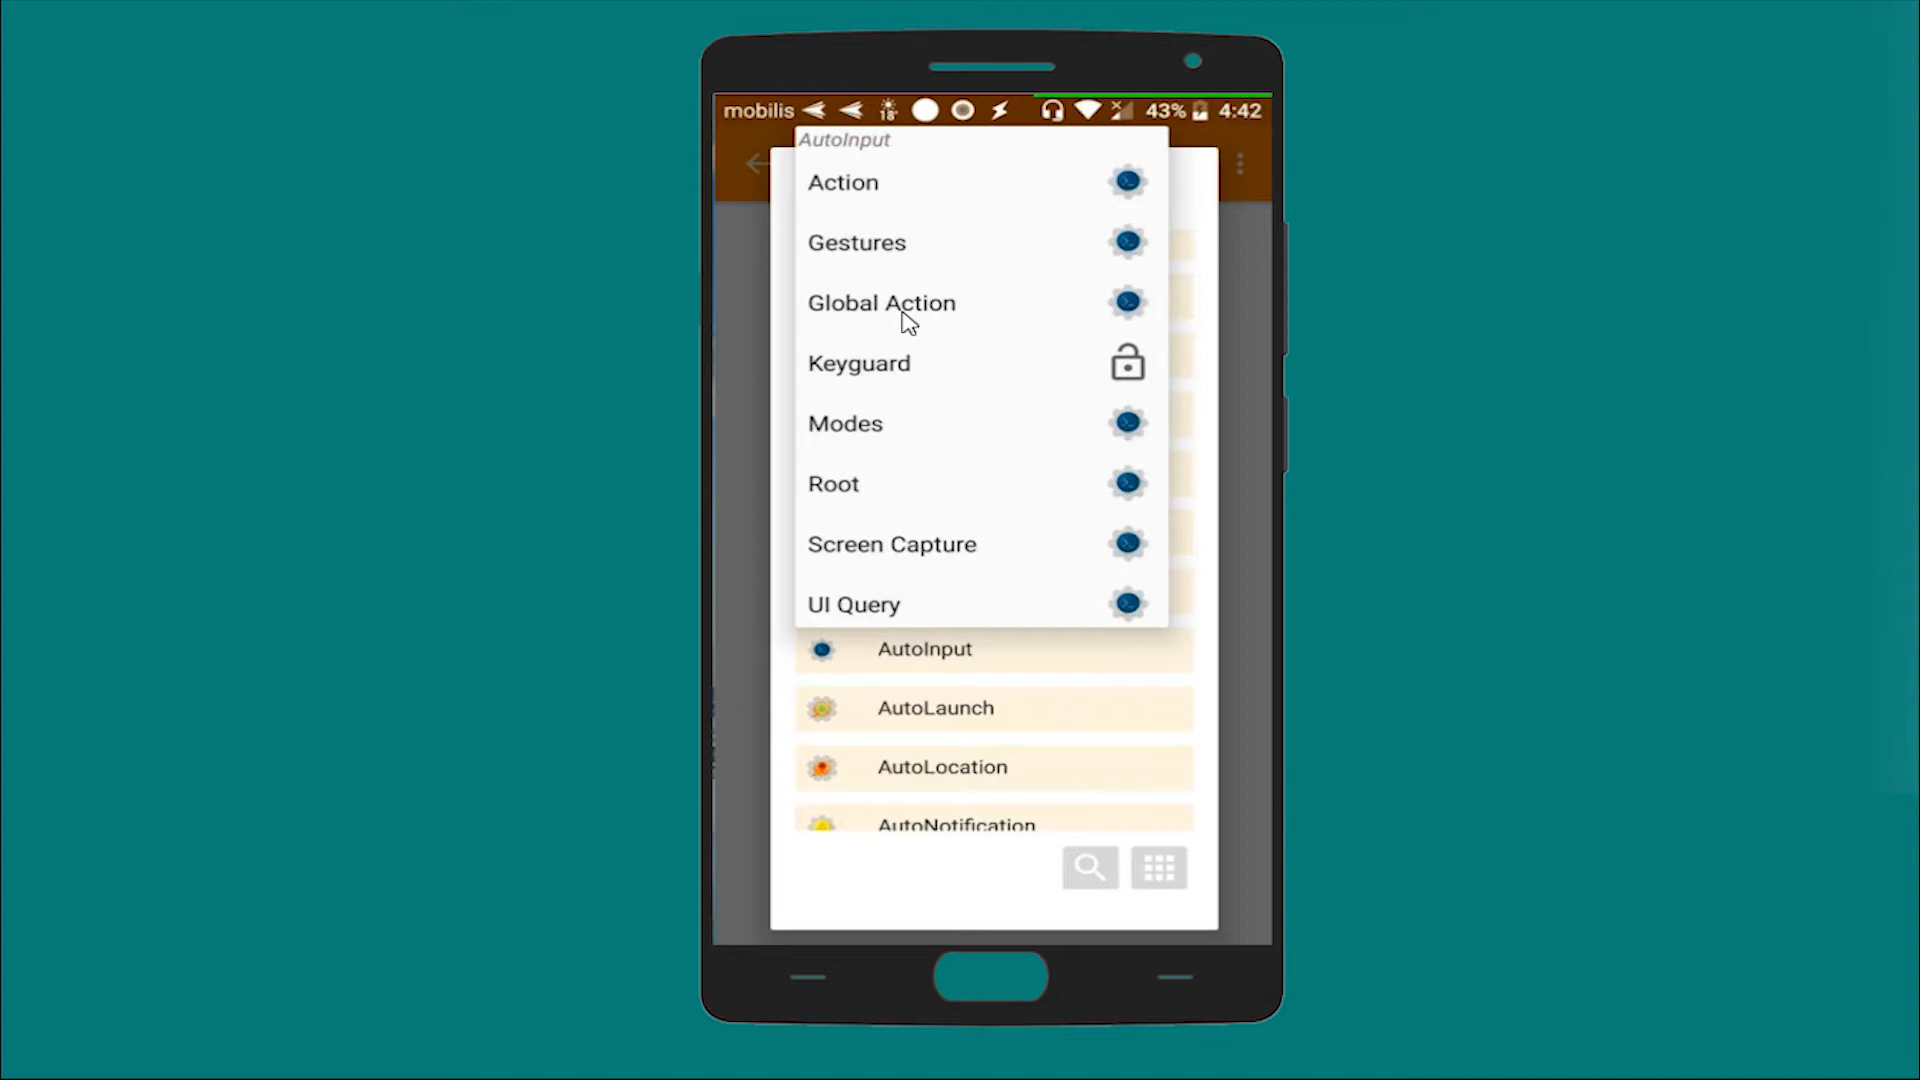 mobilis 18° 43% 4:42
AutoInput
Action
Gestures
Global Action
Keyguard
Modes
Root
Screen Capture
UI Query
AutoInput
AutoLaunch
AutoLocation
AutoNotification